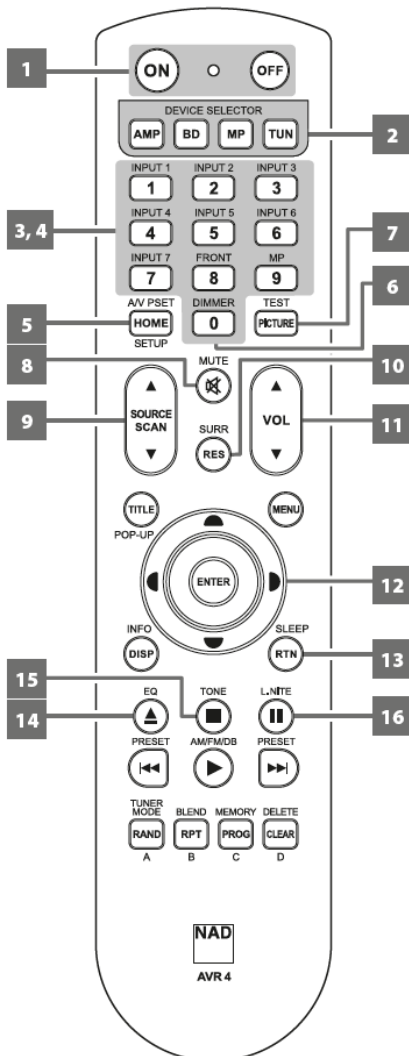 1
ON
OFF
DEVICE SELECTOR
AMP BD MP TUN
2
INPUT 1 INPUT 2 INPUT 3
1 2 3
INPUT 4 INPUT 5 INPUT 6
3, 4
4 5 6
7
INPUT 7 FRONT MP
7 8 9
6
A/V PSET DIMMER TEST
5
HOME 0 PICTURE
SETUP
8
MUTE
10
9
SOURCE
SCAN
VOL
11
SURR
RES
TITLE
MENU
POP-UP
ENTER
12
INFO SLEEP
DISP RTN
13
15
EQ TONE L.NITE
14
16
PRESET AM/FM/DB PRESET
TUNER
MODE BLEND MEMORY DELETE
RAND RPT PROG CLEAR
A B C D
NAD
AVR 4